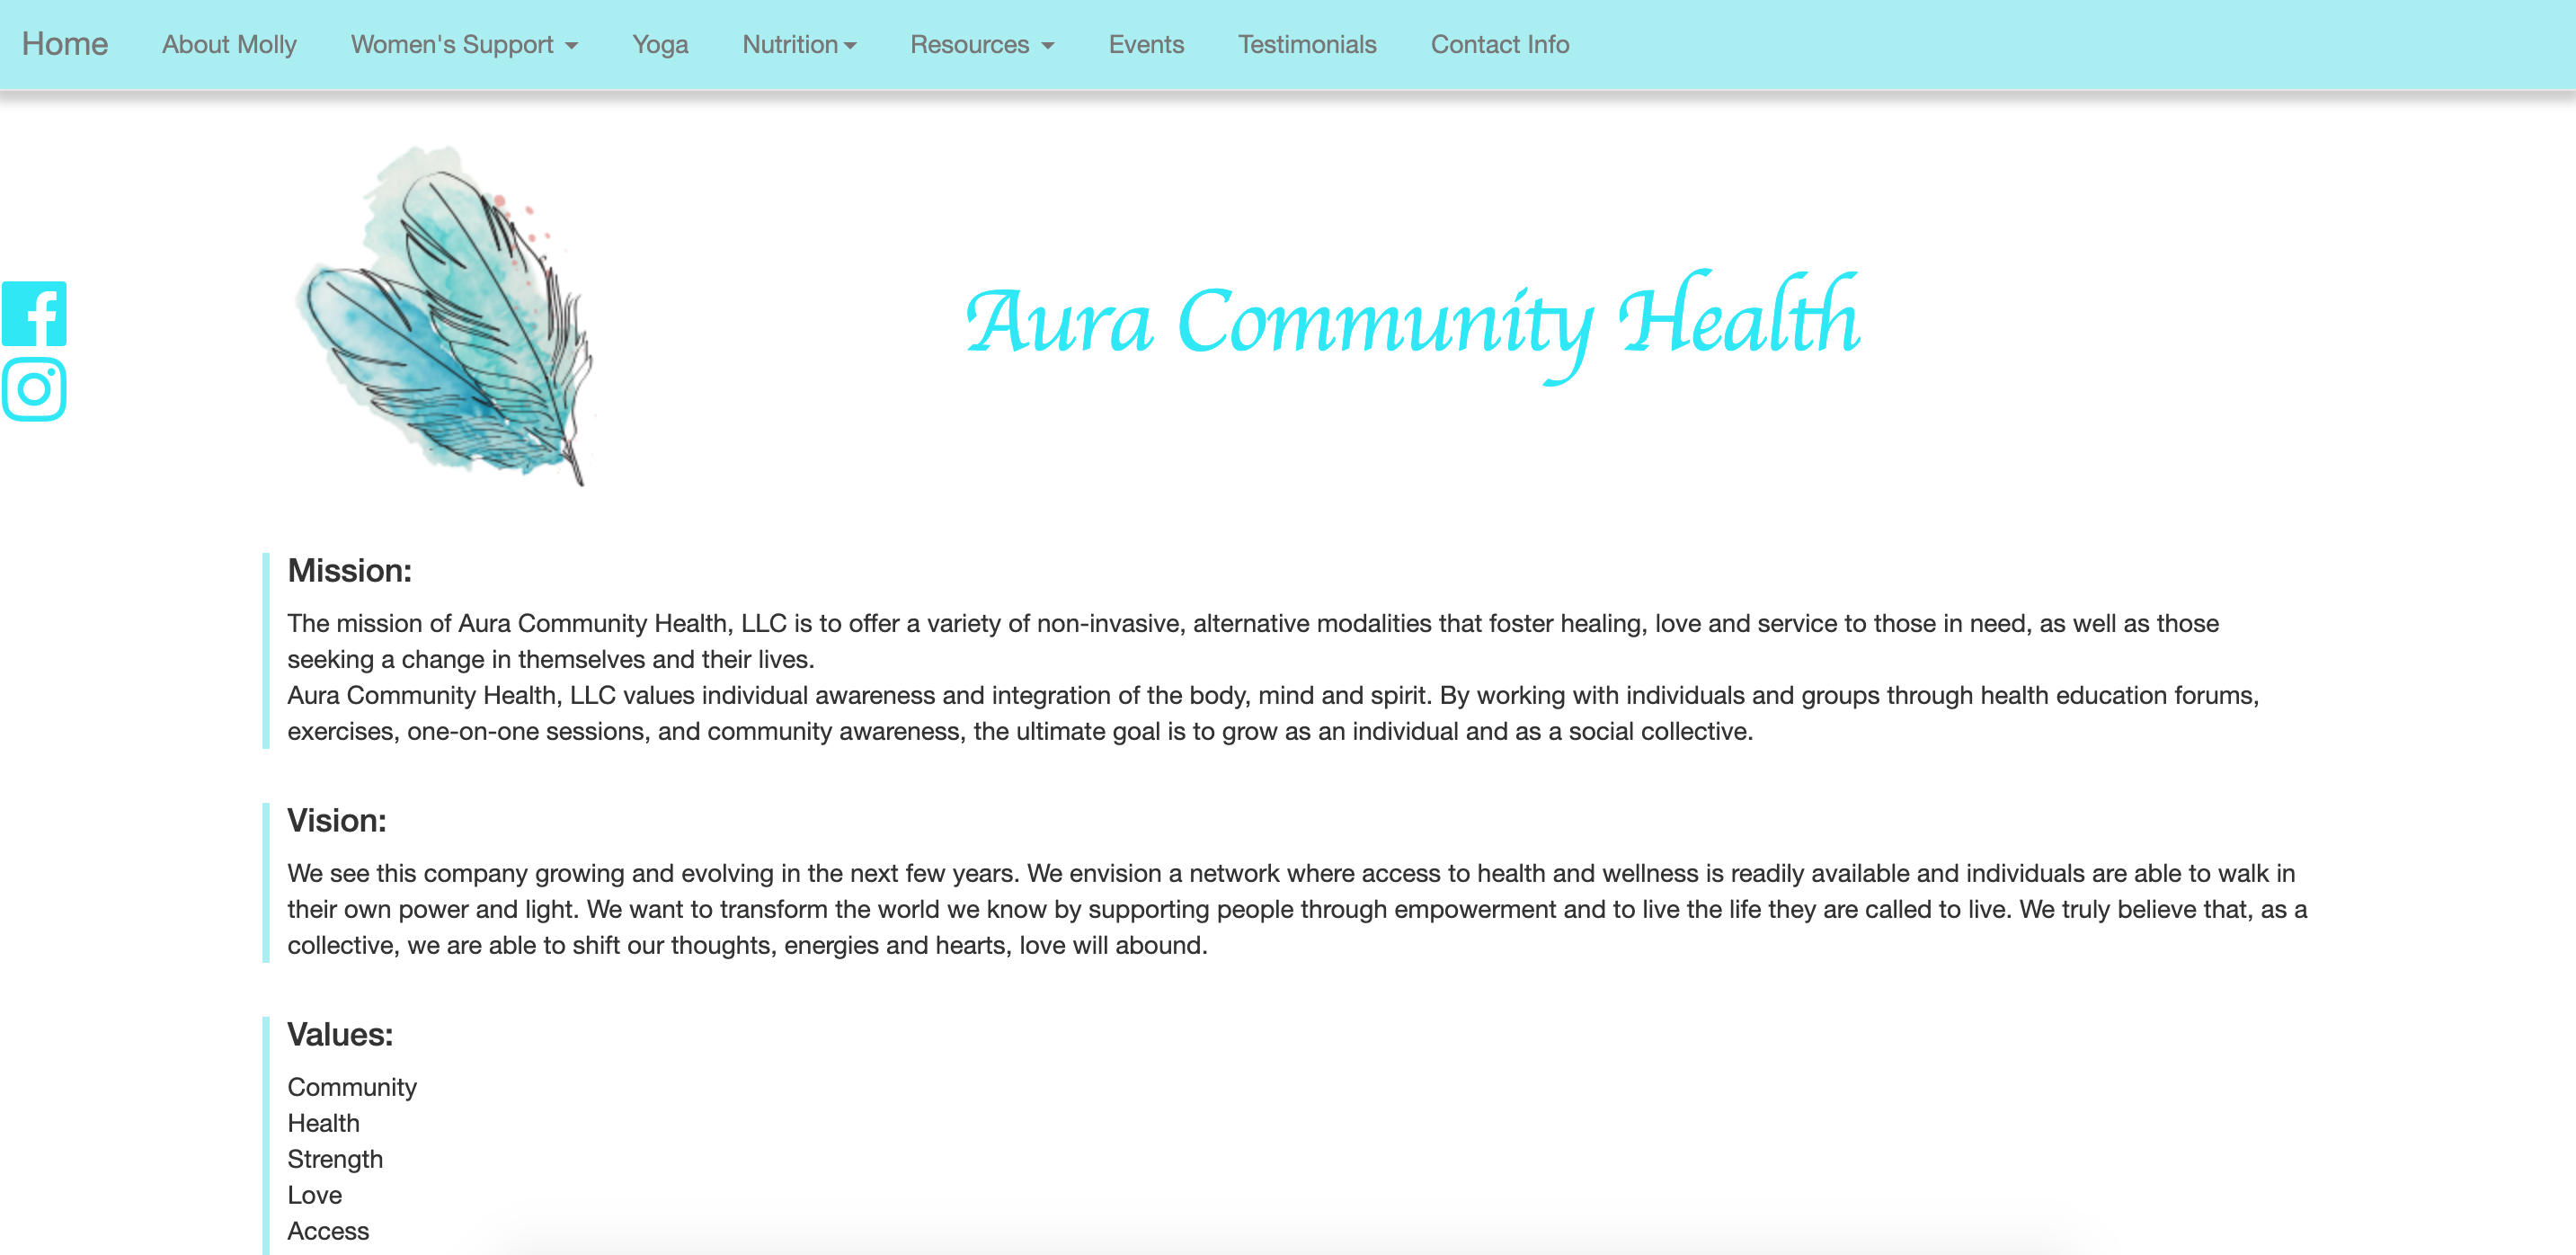 Home About Molly Women's Support Yoga Nutrition Resources Events Testimonials Contact Info
Aura Community Health
Mission:
The mission of Aura Community Health, LLC is to offer a variety of non-invasive, alternative modalities that foster healing, love and service to those in need, as well as those
seeking a change in themselves and their lives.
Aura Community Health, LLC values individual awareness and integration of the body, mind and spirit. By working with individuals and groups through health education forums,
exercises, one-on-one sessions, and community awareness, the ultimate goal is to grow as an individual and as a social collective.
Vision:
We see this company growing and evolving in the next few years. We envision a network where access to health and wellness is readily available and individuals are able to walk in
their own power and light. We want to transform the world we know by supporting people through empowerment and to live the life they are called to live. We truly believe that, as a
collective, we are able to shift our thoughts, energies and hearts, love will abound.
Values:
Community
Health
Strength
Love
Access